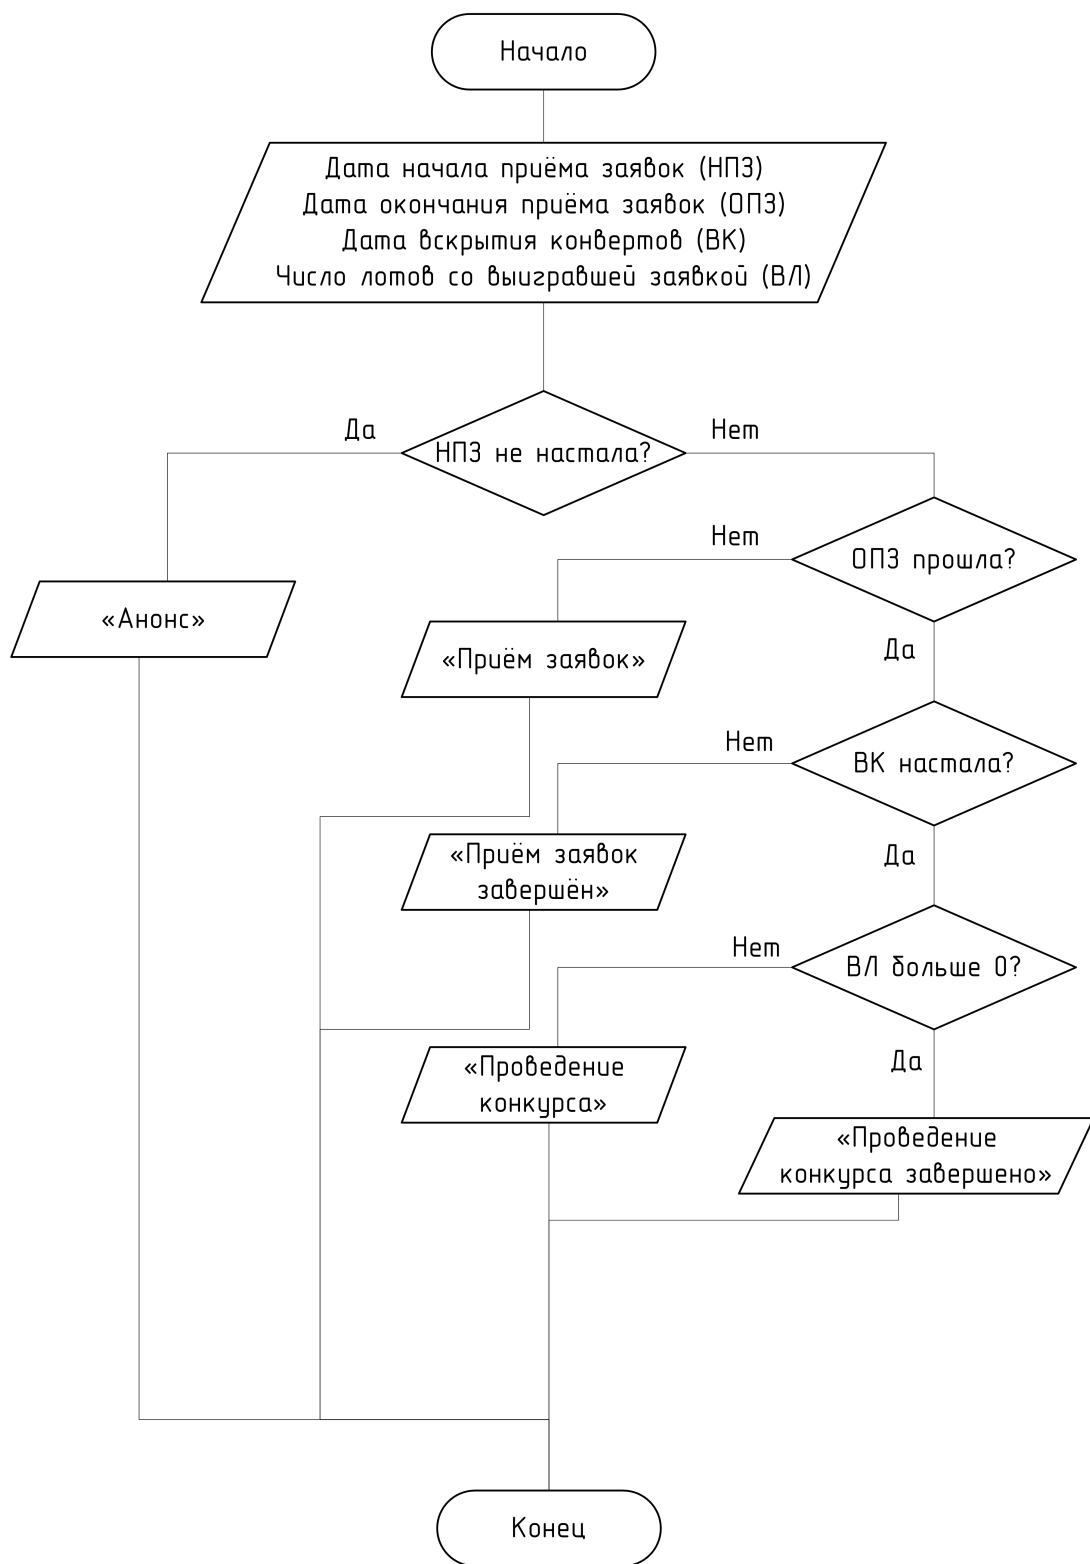 Начало
Дата начала приёма заявок (НПЗ)
Дата окончания приёма заявок (ОПЗ)
Дата вскрытия конвертов (ВК)
Число лотов со выигравшей заявкой (ВЛ)
Да
Нет
НПЗ не настала?
Нет
ОПЗ прошла?
«Анонс»
Да
«Приём заявок»
Нет
ВК настала?
«Приём заявок
завершён»
Да
Нет
ВЛ больше 0?
Да
«Проведение
конкурса»
«Проведение
конкурса завершено»
Конец